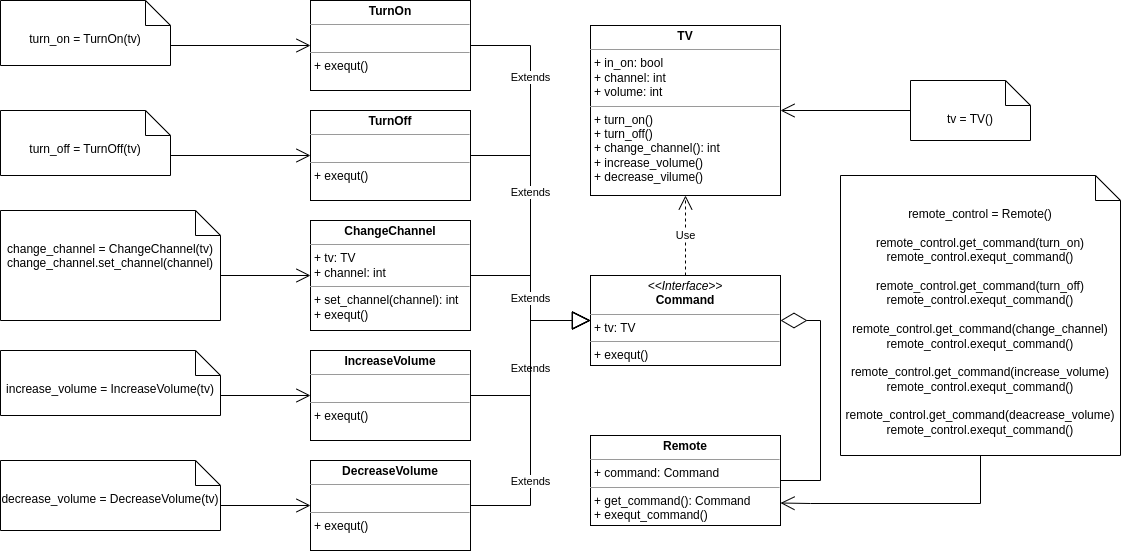 turn_on = TurnOn(tv)
TurnOn
+ exequt()
Extends
turn_off = TurnOff(tv)
TurnOff
+ exequt()
Extends
change_channel = ChangeChannel(tv)
change_channel.set_channel(channel)
ChangeChannel
+ tv: TV
+ channel: int
+ set_channel(channel): int
+ exequt()
Extends
increase_volume = IncreaseVolume(tv)
IncreaseVolume
+ exequt()
Extends
decrease_volume = DecreaseVolume(tv)
DecreaseVolume
+ exequt()
Extends
TV
+ in_on: bool
+ channel: int
+ volume: int
+ turn_on()
+ turn_off()
+ change_channel(): int
+ increase_volume()
+ decrease_vilume()
tv = TV()
Use
<<Interface>>
Command
+ tv: TV
+ exequt()
Remote
+ command: Command
+ get_command(): Command
+ exequt_command()
remote_control = Remote()
remote_control.get_command(turn_on)
remote_control.exequt_command()
remote_control.get_command(turn_off)
remote_control.exequt_command()
remote_control.get_command(change_channel)
remote_control.exequt_command()
remote_control.get_command(increase_volume)
remote_control.exequt_command()
remote_control.get_command(deacrease_volume)
remote_control.exequt_command()